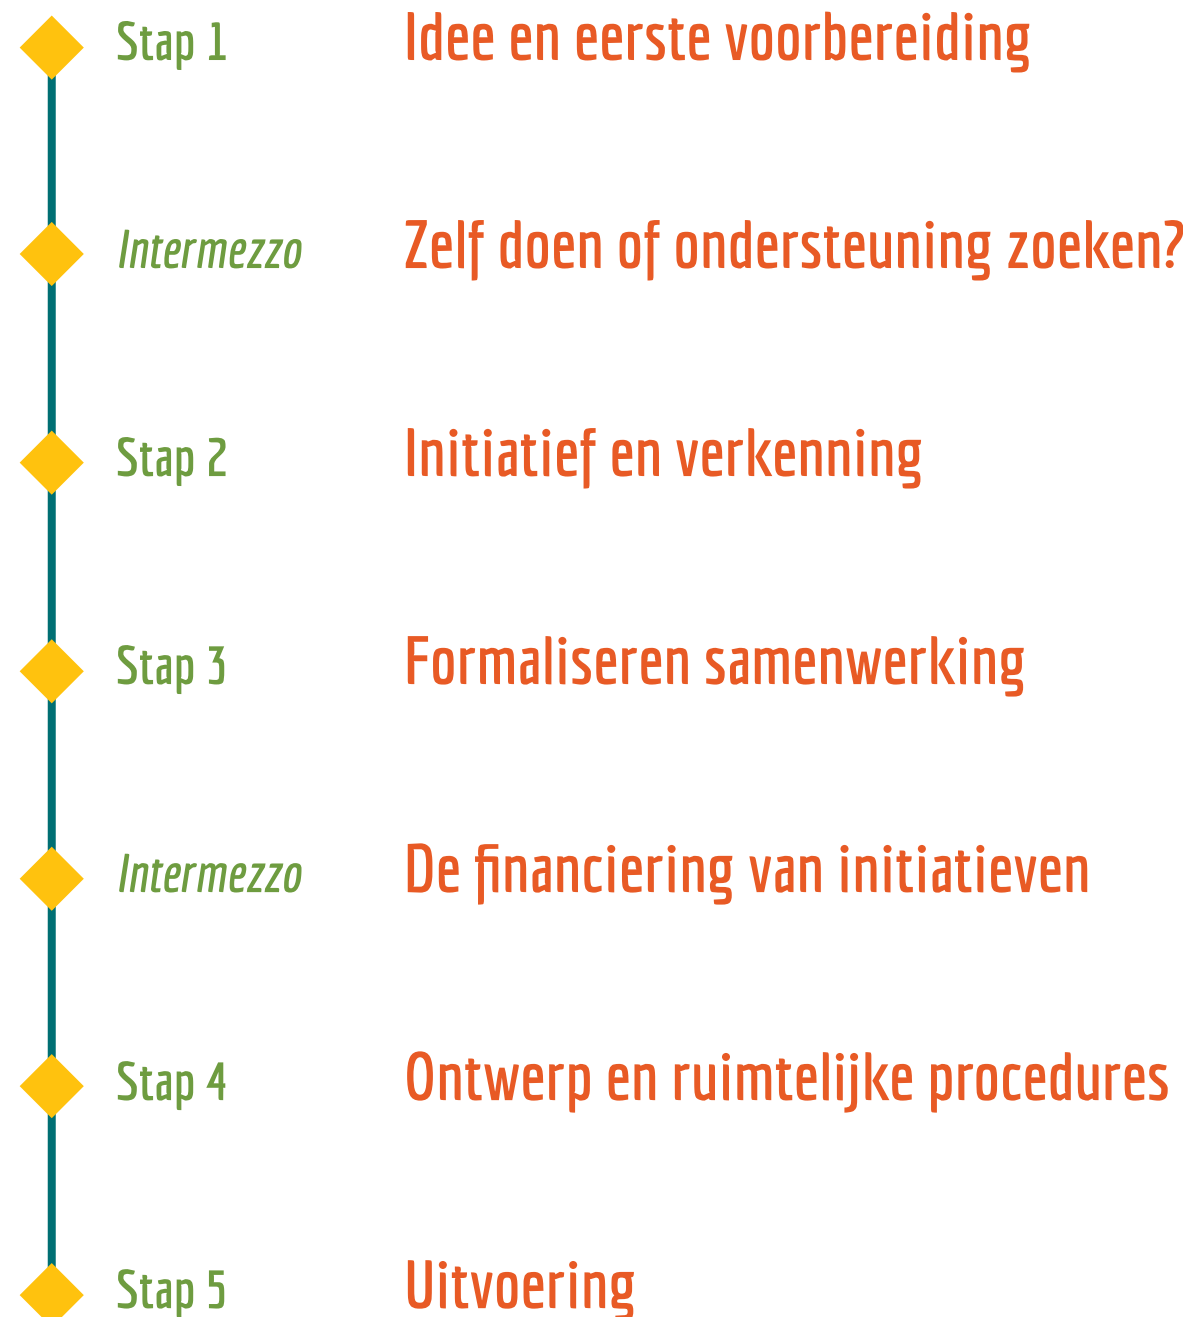 Stap 1 Idee en eerste voorbereiding
Intermezzo Zelf doen of ondersteuning zoeken?
Stap 2 Initiatief en verkenning
Stap 3 Formaliseren samenwerking
Intermezzo De financiering van initiatieven
Stap 4 Ontwerp en ruimtelijke procedures
Stap 5 Uitvoering